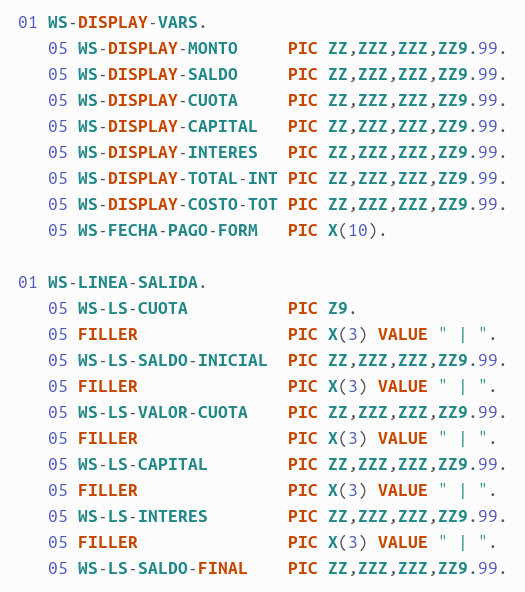 01 WS-DISPLAY-VARS.
   05 WS-DISPLAY-MONTO     PIC ZZ,ZZZ,ZZZ,ZZ9.99.
   05 WS-DISPLAY-SALDO     PIC ZZ,ZZZ,ZZZ,ZZ9.99.
   05 WS-DISPLAY-CUOTA     PIC ZZ,ZZZ,ZZZ,ZZ9.99.
   05 WS-DISPLAY-CAPITAL   PIC ZZ,ZZZ,ZZZ,ZZ9.99.
   05 WS-DISPLAY-INTERES   PIC ZZ,ZZZ,ZZZ,ZZ9.99.
   05 WS-DISPLAY-TOTAL-INT PIC ZZ,ZZZ,ZZZ,ZZ9.99.
   05 WS-DISPLAY-COSTO-TOT PIC ZZ,ZZZ,ZZZ,ZZ9.99.
   05 WS-FECHA-PAGO-FORM   PIC X(10).

01 WS-LINEA-SALIDA.
   05 WS-LS-CUOTA          PIC Z9.
   05 FILLER               PIC X(3) VALUE " | ".
   05 WS-LS-SALDO-INICIAL  PIC ZZ,ZZZ,ZZZ,ZZ9.99.
   05 FILLER               PIC X(3) VALUE " | ".
   05 WS-LS-VALOR-CUOTA    PIC ZZ,ZZZ,ZZZ,ZZ9.99.
   05 FILLER               PIC X(3) VALUE " | ".
   05 WS-LS-CAPITAL        PIC ZZ,ZZZ,ZZZ,ZZ9.99.
   05 FILLER               PIC X(3) VALUE " | ".
   05 WS-LS-INTERES        PIC ZZ,ZZZ,ZZZ,ZZ9.99.
   05 FILLER               PIC X(3) VALUE " | ".
   05 WS-LS-SALDO-FINAL    PIC ZZ,ZZZ,ZZZ,ZZ9.99.